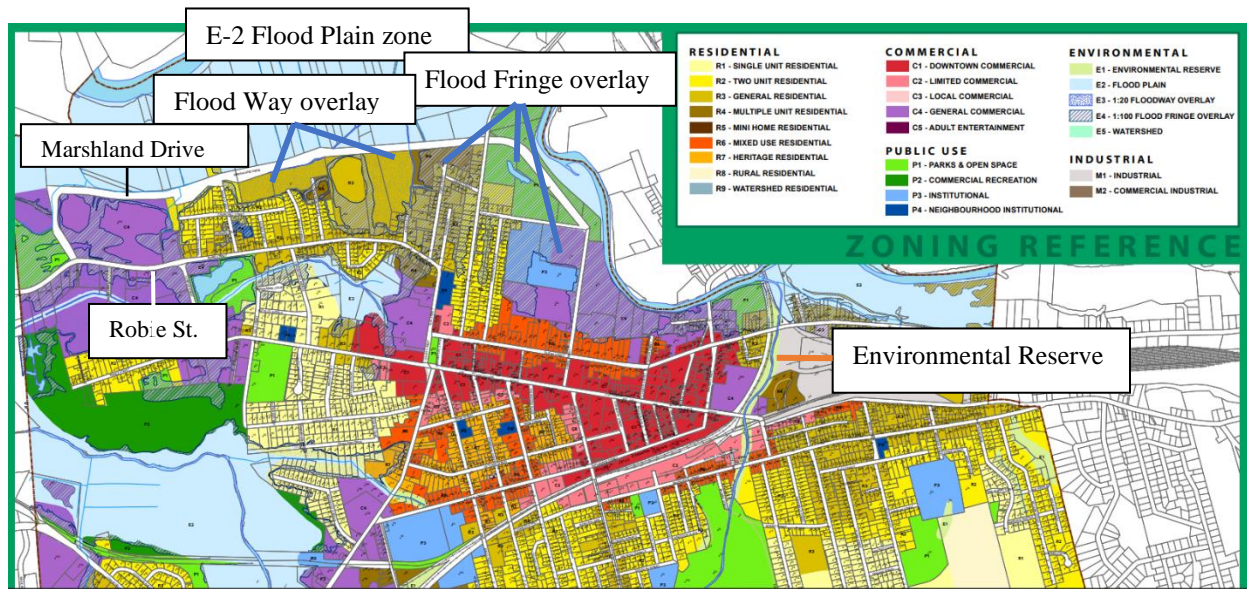 E-2 Flood Plain zone
Flood Fringe overlay
Flood Way overlay
Marshland Drive
Robie St.
Environmental Reserve
RESIDENTIAL
R1 - SINGLE UNIT RESIDENTIAL
R2 - TWO UNIT RESIDENTIAL
R3 - GENERAL RESIDENTIAL
R4 - MULTIPLE UNIT RESIDENTIAL
R5 - MINI HOME RESIDENTIAL
R6 - MIXED USE RESIDENTIAL
R7 - HERITAGE RESIDENTIAL
R8 - RURAL RESIDENTIAL
R9 - WATERSHED RESIDENTIAL
COMMERCIAL
C1 - DOWNTOWN COMMERCIAL
C2 - LIMITED COMMERCIAL
C3 - LOCAL COMMERCIAL
C4 - GENERAL COMMERCIAL
C5 - ADULT ENTERTAINMENT
PUBLIC USE
P1 - PARKS & OPEN SPACE
P2 - COMMERCIAL RECREATION
P3 - INSTITUTIONAL
P4 - NEIGHBOURHOOD INSTITUTIONAL
ENVIRONMENTAL
E1 - ENVIRONMENTAL RESERVE
E2 - FLOOD PLAIN
E3 - 1:20 FLOODWAY OVERLAY
E4 - 1:100 FLOOD FRINGE OVERLAY
E5 - WATERSHED
INDUSTRIAL
M1 - INDUSTRIAL
M2 - COMMERCIAL INDUSTRIAL
ZONING REFERENCE